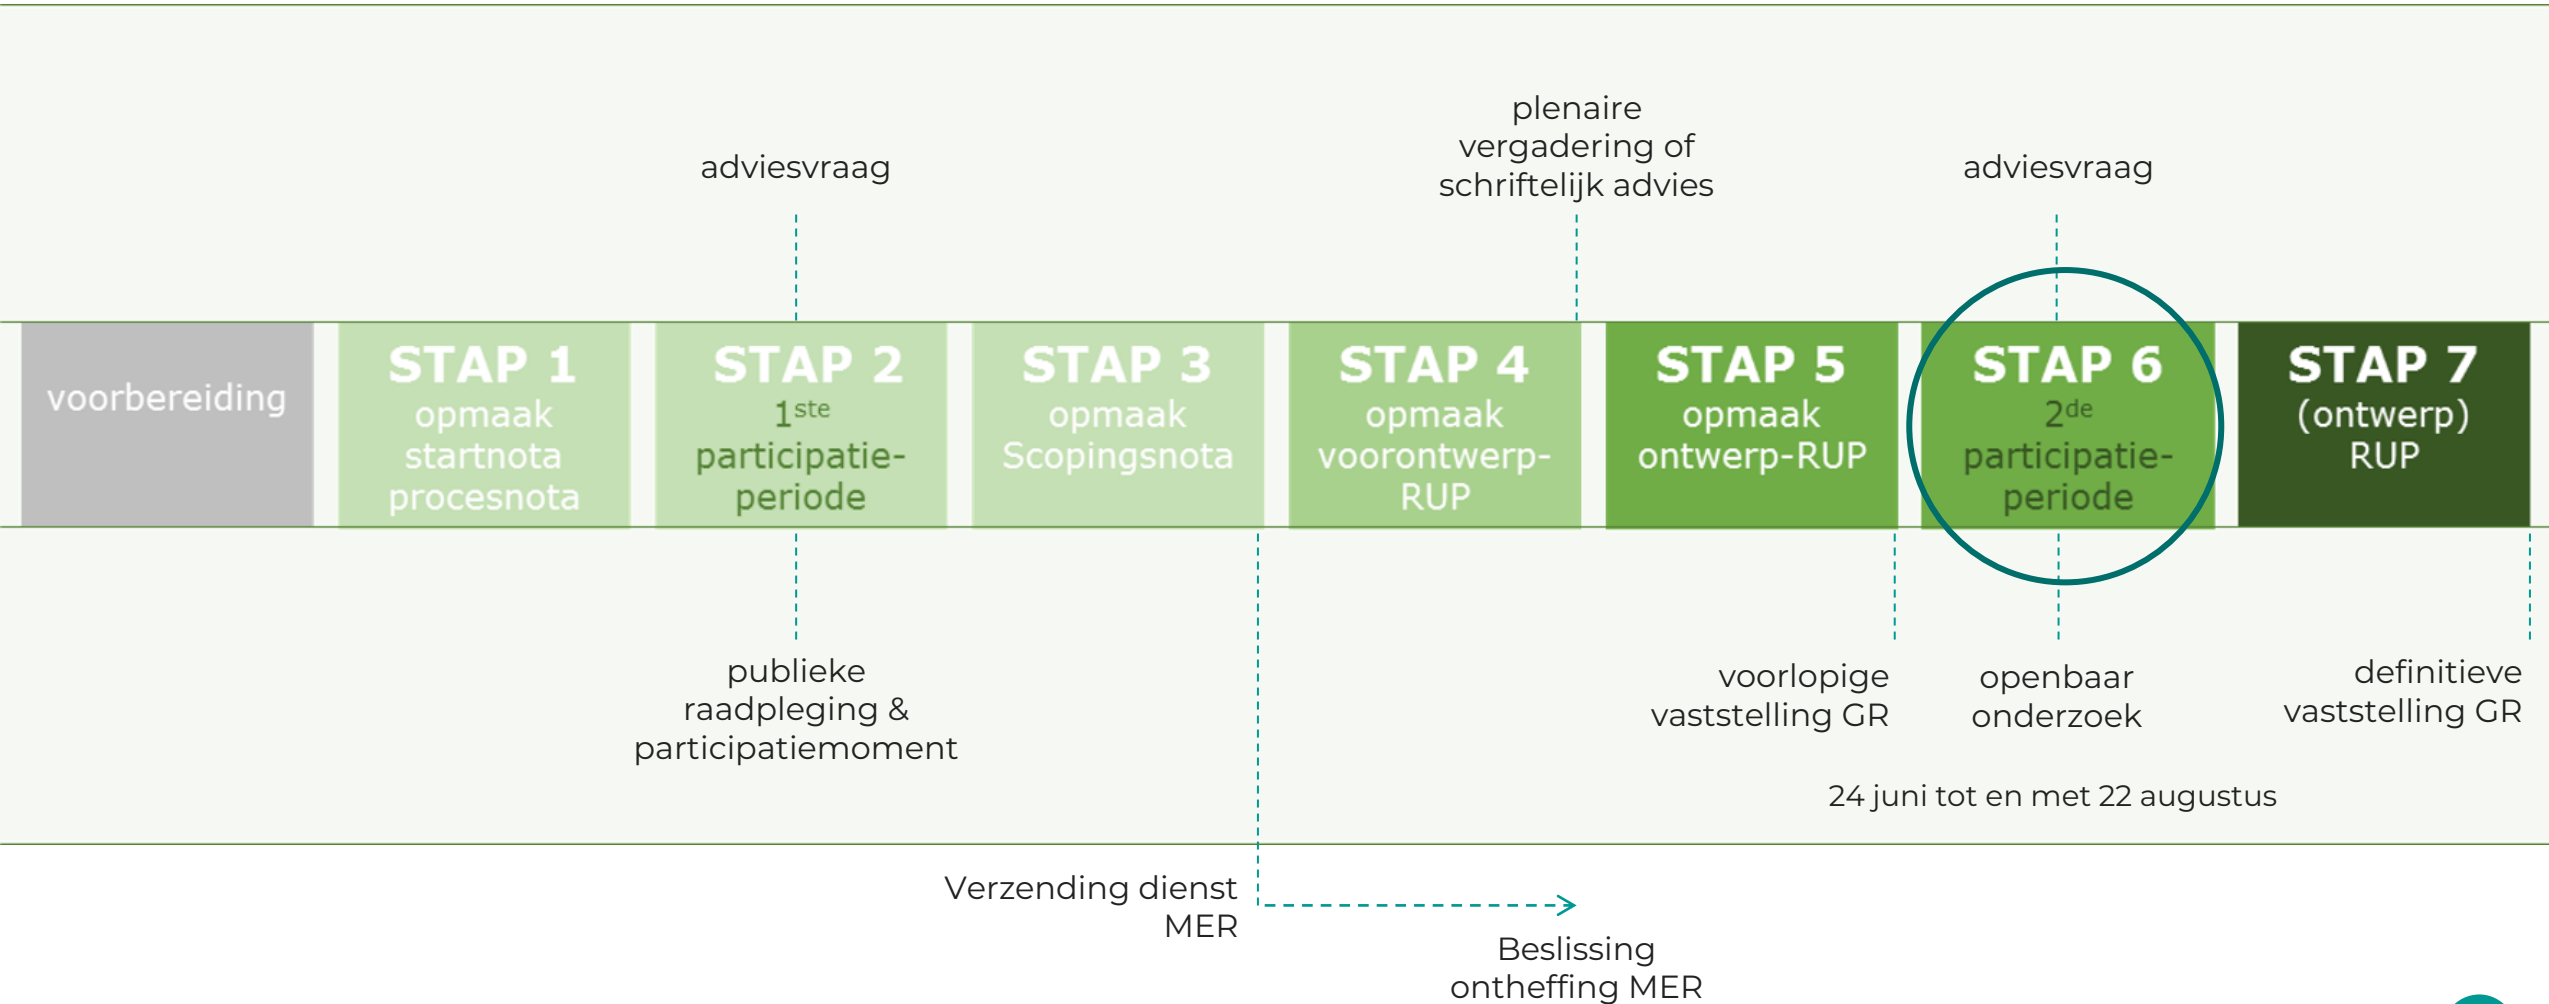 adviesvraag
plenaire
vergadering of
schriftelijk advies
adviesvraag
voorbereiding
STAP 1
opmaak
startnota
procesnota
STAP 2
1ste
participatie-
periode
STAP 3
opmaak
Scopingsnota
STAP 4
opmaak
voorontwerp-
RUP
STAP 5
opmaak
ontwerp-RUP
STAP 6
2de
participatie-
periode
STAP 7
(ontwerp)
RUP
publieke
raadpleging &
participatiemoment
voorlopige
vaststelling GR
openbaar
onderzoek
definitieve
vaststelling GR
24 juni tot en met 22 augustus
Verzending dienst
MER
Beslissing
ontheffing MER